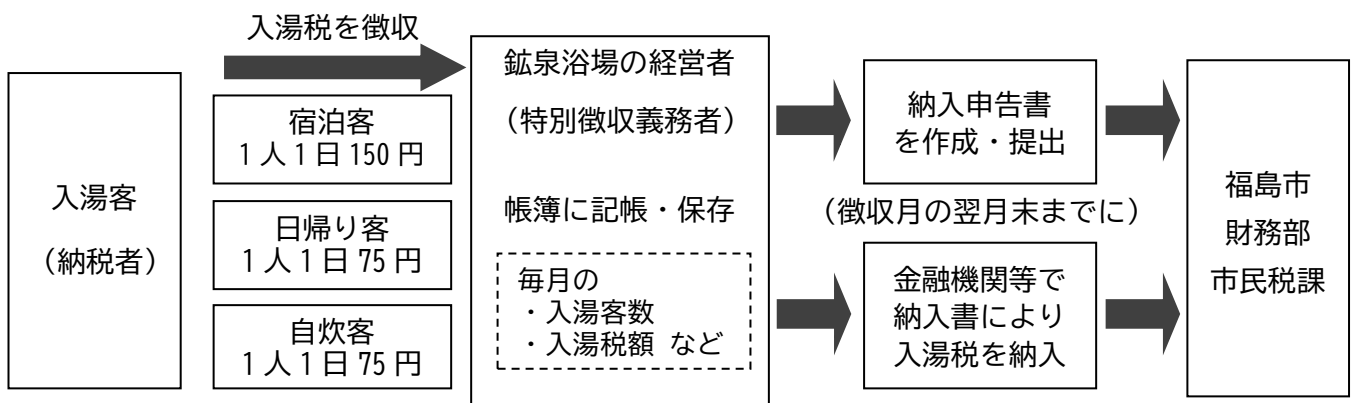 入湯税を徴収
入湯客
（納税者）
宿泊客
1人1日150円
日帰り客
1人1日75円
自炊客
1人1日75円
鉱泉浴場の経営者
（特別徴収義務者）
帳簿に記帳・保存
毎月の
・入湯客数
・入湯税額 など
納入申告書
を作成・提出
（徴収月の翌月末までに）
金融機関等で
納入書により
入湯税を納入
福島市
財務部
市民税課